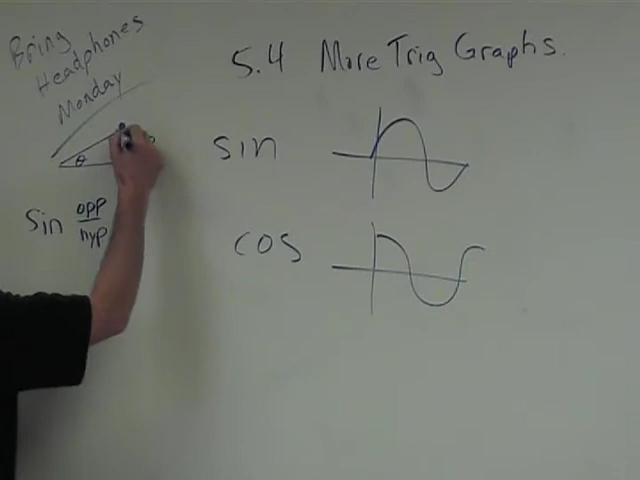 Bring
Headphones
Monday
5.4 More Trig Graphs.
θ
sin opp
hyp
sin
cos